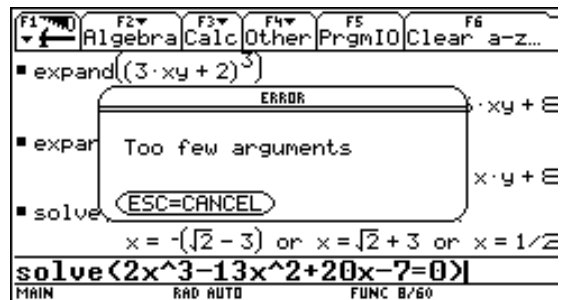 F1 F2 F3 F4 F5 F6
Algebra Calc Other PrgmIO Clear a-z…
▪ expand((3·xy + 2)³)
ERROR
·xy + 8
▪ expan
Too few arguments
x·y + 8
▪ solve
ESC=CANCEL
x = -(√2 - 3) or x = √2 + 3 or x = 1/2
solve(2x^3-13x^2+20x-7=0)
MAIN RAD AUTO FUNC 8/60